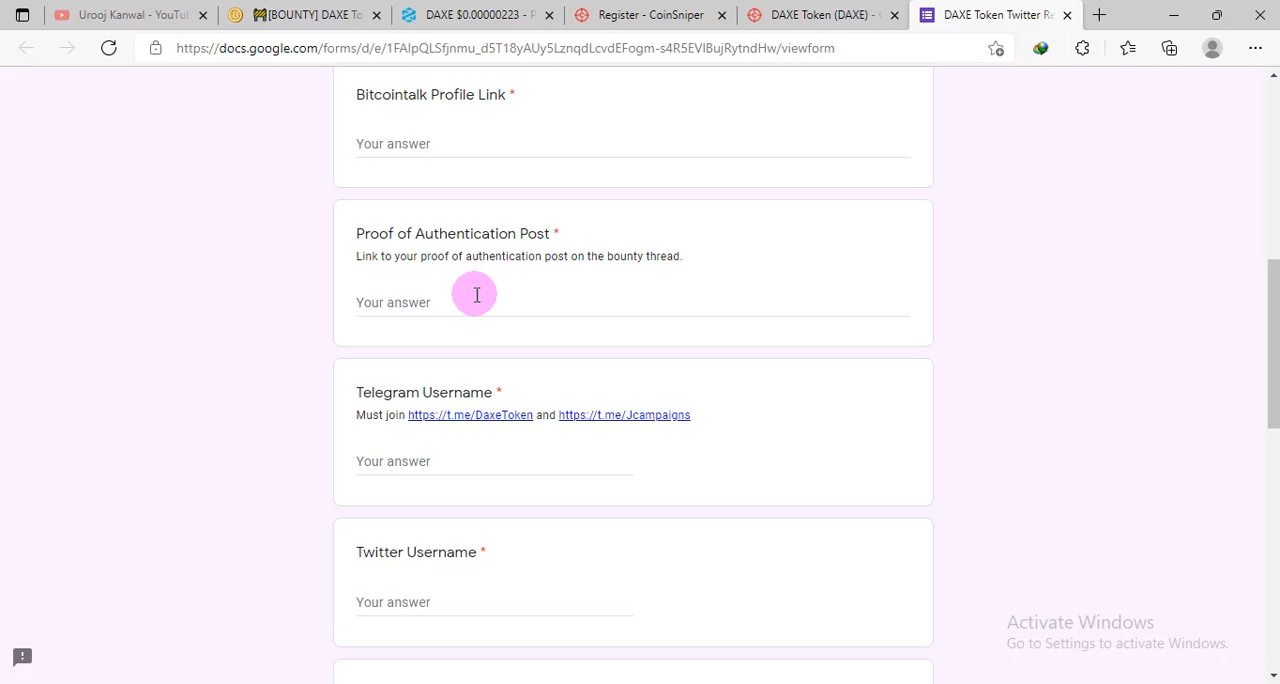 Urooj Kanwal - YouTu
[BOUNTY] DAXE To
DAXE $0.00000223 - P
Register - CoinSniper
DAXE Token (DAXE) - C
DAXE Token Twitter Re
https://docs.google.com/forms/d/e/1FAIpQLSfjnmu_d5T18yAUy5LznqdLcvdEFogm-s4R5EVIBujRytndHw/viewform
Bitcointalk Profile Link *
Your answer
Proof of Authentication Post *
Link to your proof of authentication post on the bounty thread.
Your answer
Telegram Username *
Must join https://t.me/DaxeToken and https://t.me/Jcampaigns
Your answer
Twitter Username *
Your answer
Activate Windows
Go to Settings to activate Windows.